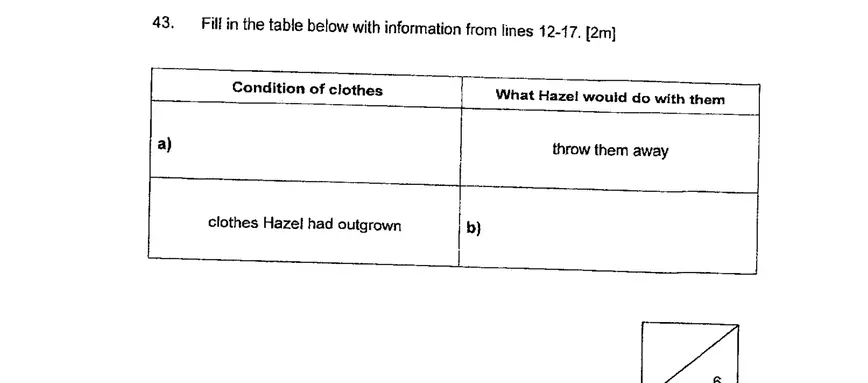 43. Fill in the table below with information from lines 12-17. [2m]
Condition of clothes What Hazel would do with them
a) throw them away
clothes Hazel had outgrown b)
6